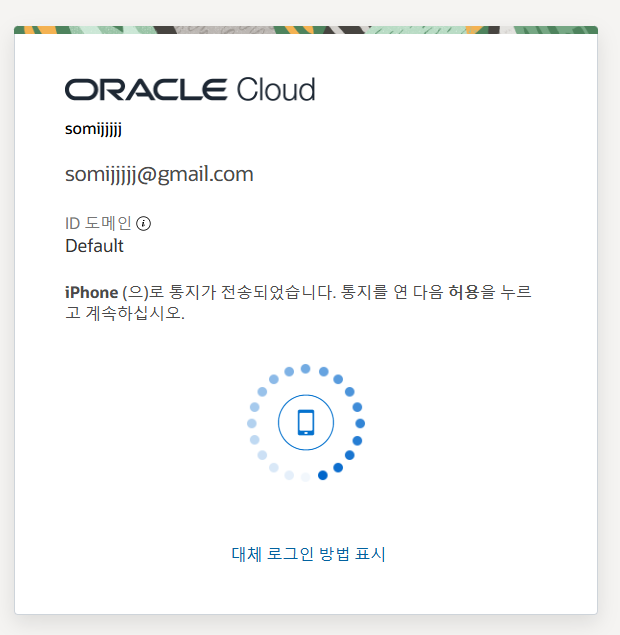 ORACLE Cloud
somijjjjj
somijjjjj@gmail.com
ID 도메인
Default
iPhone (으)로 통지가 전송되었습니다. 통지를 연 다음 허용을 누르
고 계속하십시오.
대체 로그인 방법 표시